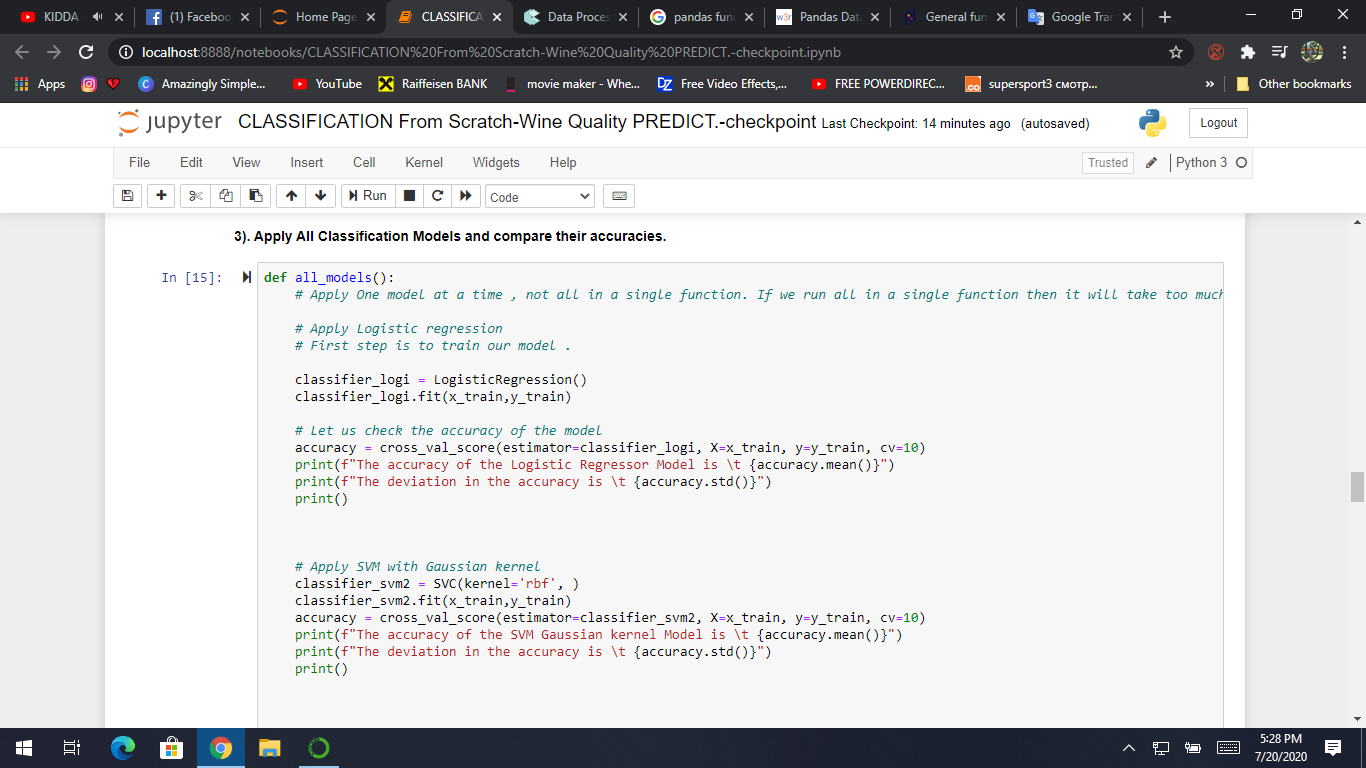 KIDDA
(1) Faceboo
Home Page
CLASSIFICA
Data Proces
pandas fun
Pandas Dat
General fun
Google Tran
localhost:8888/notebooks/CLASSIFICATION%20From%20Scratch-Wine%20Quality%20PREDICT.-checkpoint.ipynb
Apps
Amazingly Simple...
YouTube
Raiffeisen BANK
movie maker - Whe...
Free Video Effects,...
FREE POWERDIREC...
supersport3 смотр...
»
Other bookmarks
jupyter CLASSIFICATION From Scratch-Wine Quality PREDICT.-checkpoint Last Checkpoint: 14 minutes ago (autosaved)
Logout
File Edit View Insert Cell Kernel Widgets Help
Trusted
Python 3
Run
Code
3). Apply All Classification Models and compare their accuracies.
In [15]:
def all_models():
# Apply One model at a time , not all in a single function. If we run all in a single function then it will take too much
# Apply Logistic regression
# First step is to train our model .
classifier_logi = LogisticRegression()
classifier_logi.fit(x_train,y_train)
# Let us check the accuracy of the model
accuracy = cross_val_score(estimator=classifier_logi, X=x_train, y=y_train, cv=10)
print(f"The accuracy of the Logistic Regressor Model is \t {accuracy.mean()}")
print(f"The deviation in the accuracy is \t {accuracy.std()}")
print()
# Apply SVM with Gaussian kernel
classifier_svm2 = SVC(kernel='rbf', )
classifier_svm2.fit(x_train,y_train)
accuracy = cross_val_score(estimator=classifier_svm2, X=x_train, y=y_train, cv=10)
print(f"The accuracy of the SVM Gaussian kernel Model is \t {accuracy.mean()}")
print(f"The deviation in the accuracy is \t {accuracy.std()}")
print()
5:28 PM
7/20/2020